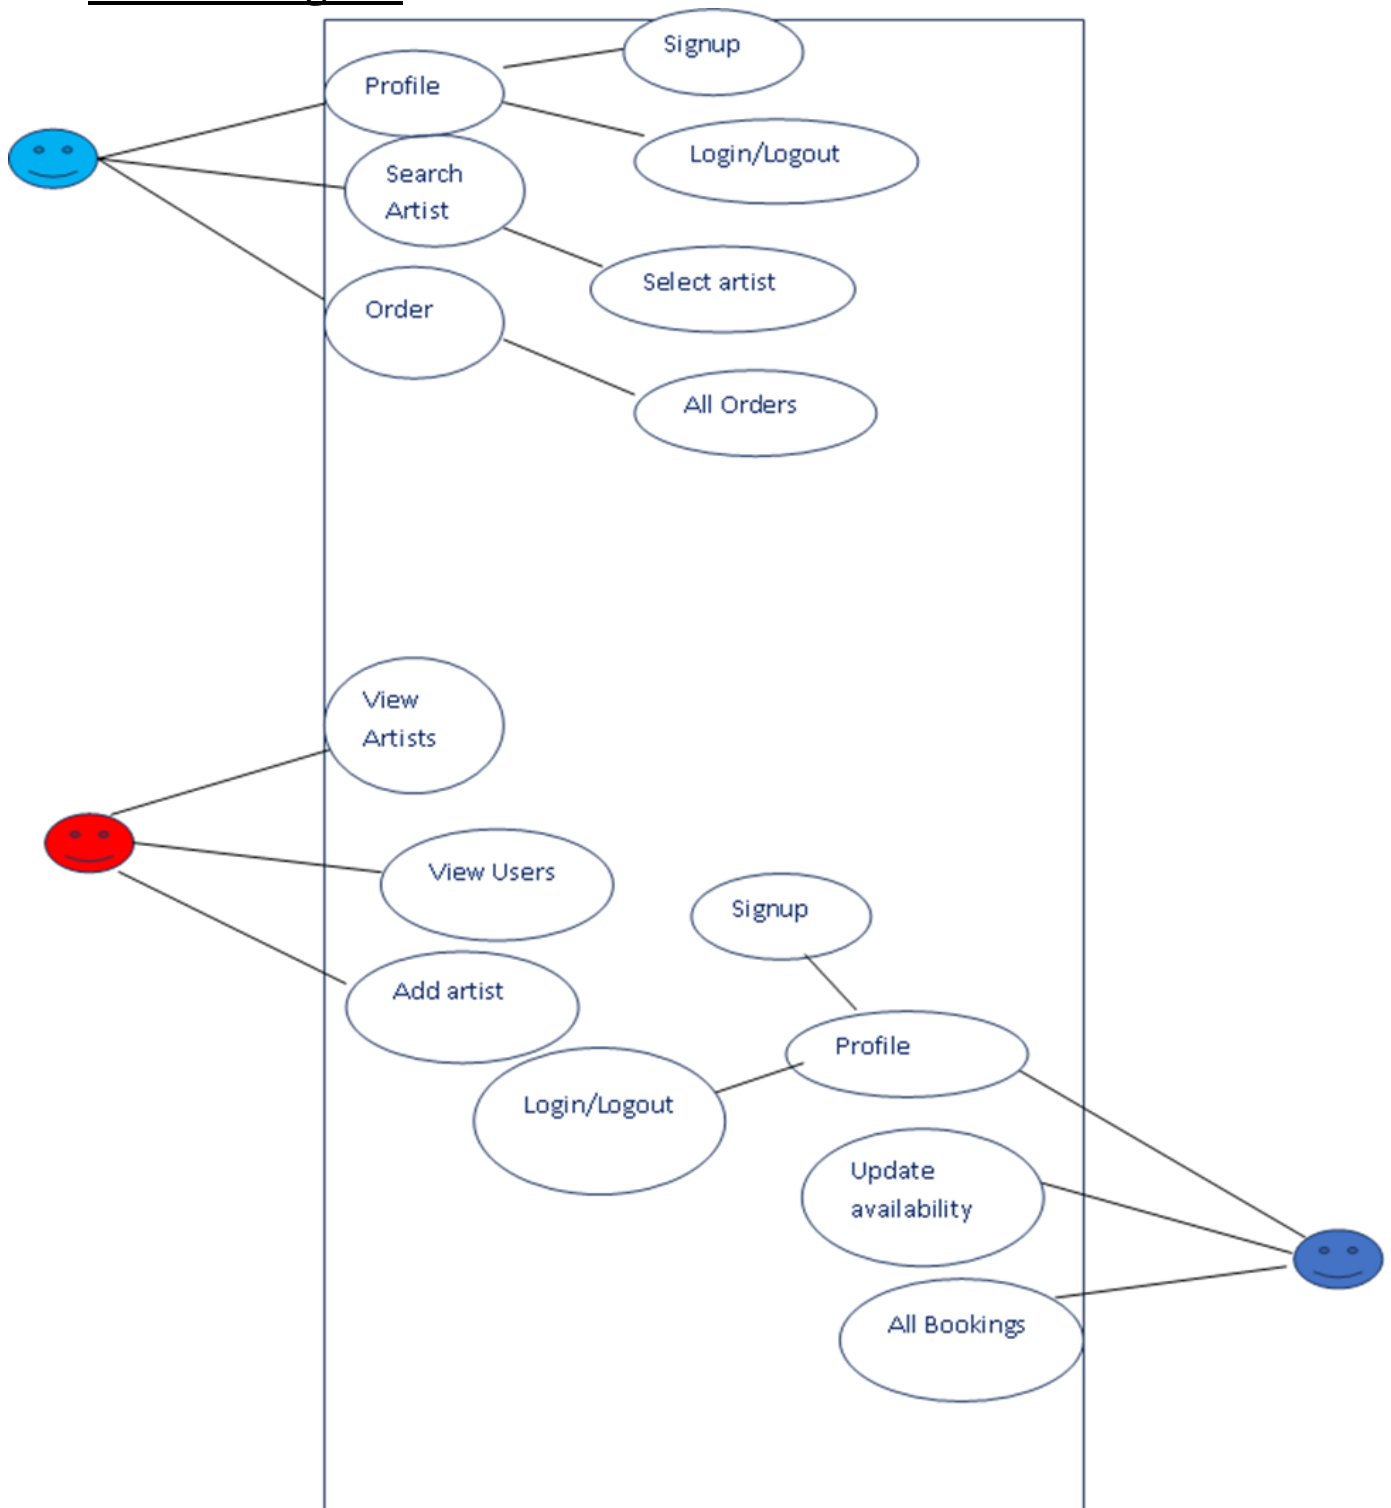 Signup
Profile
Login/Logout
Search
Artist
Select artist
Order
All Orders
View
Artists
View Users
Signup
Add artist
Profile
Login/Logout
Update
availability
All Bookings